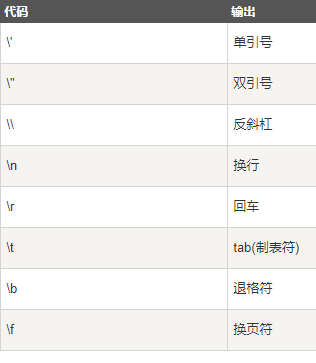 代码 输出
\' 单引号
\" 双引号
\\ 反斜杠
\n 换行
\r 回车
\t tab(制表符)
\b 退格符
\f 换页符